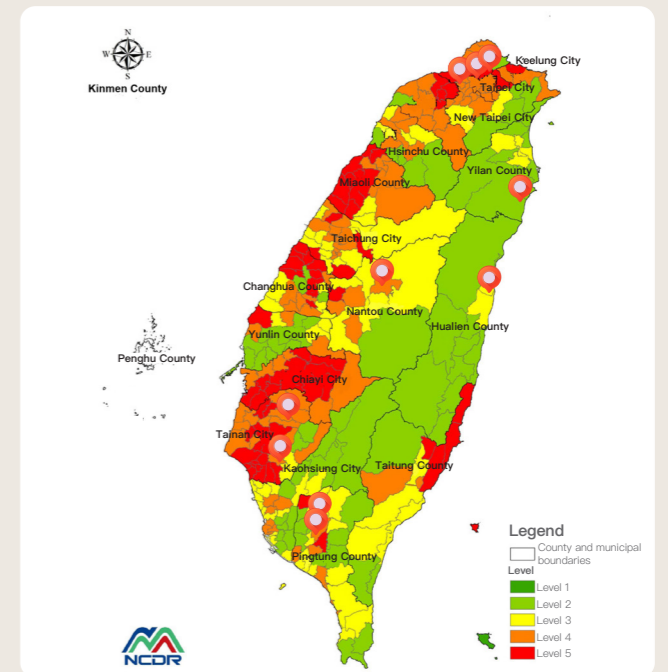 N
W E
S
Kinmen County
Keelung City
Taipei City
New Taipei City
Hsinchu County
Yilan County
Miaoli County
Taichung City
Changhua County
Nantou County
Hualien County
Yunlin County
Penghu County
Chiayi City
Tainan City
Kaohsiung City
Taitung County
Pingtung County
Legend
County and municipal
boundaries
Level
Level 1
Level 2
Level 3
Level 4
Level 5
NCDR